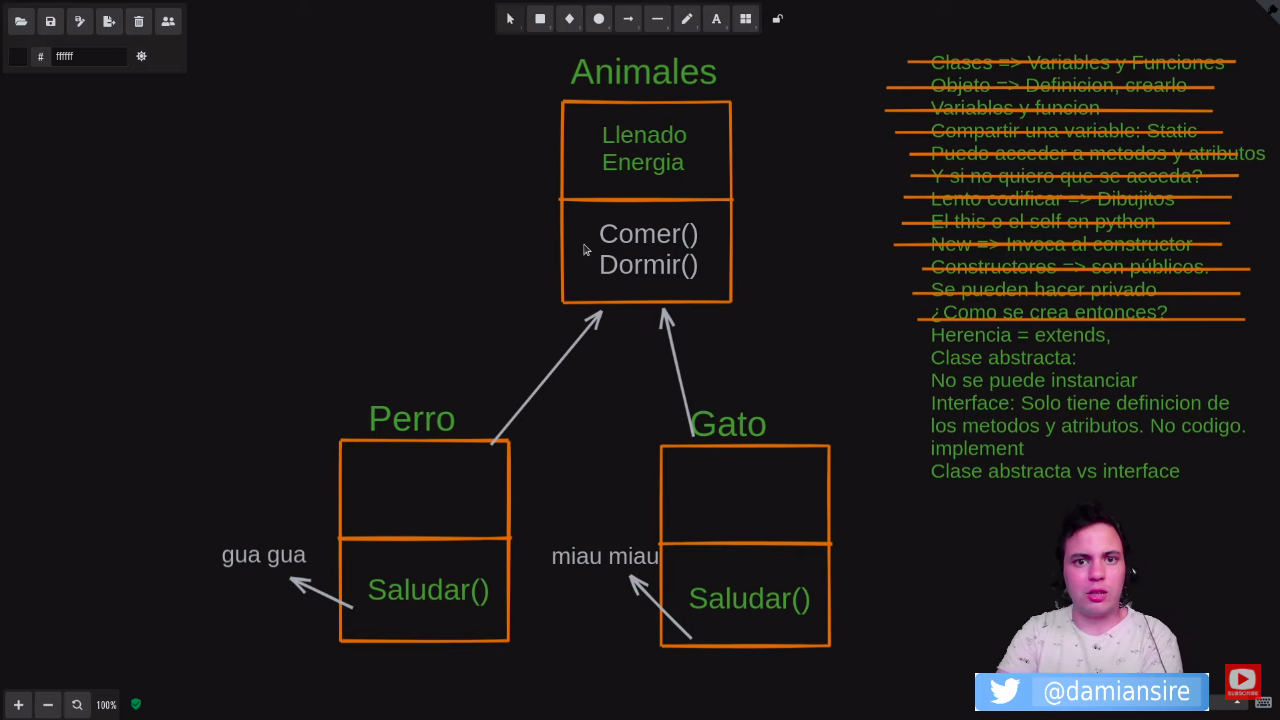 # ffffff
Animales
Llenado
Energia
Comer()
Dormir()
Perro
Gato
gua gua
Saludar()
miau miau
Saludar()
Clases => Variables y Funciones
Objeto => Definicion, crearlo
Variables y funcion
Compartir una variable: Static
Puedo acceder a metodos y atributos
Y si no quiero que se acceda?
Lento codificar => Dibujitos
El this o el self en python
New => Invoca al constructor
Constructores => son públicos.
Se pueden hacer privado
¿Como se crea entonces?
Herencia = extends,
Clase abstracta:
No se puede instanciar
Interface: Solo tiene definicion de
los metodos y atributos. No codigo.
implement
Clase abstracta vs interface
100%
@damiansire
SUBSCRIBE